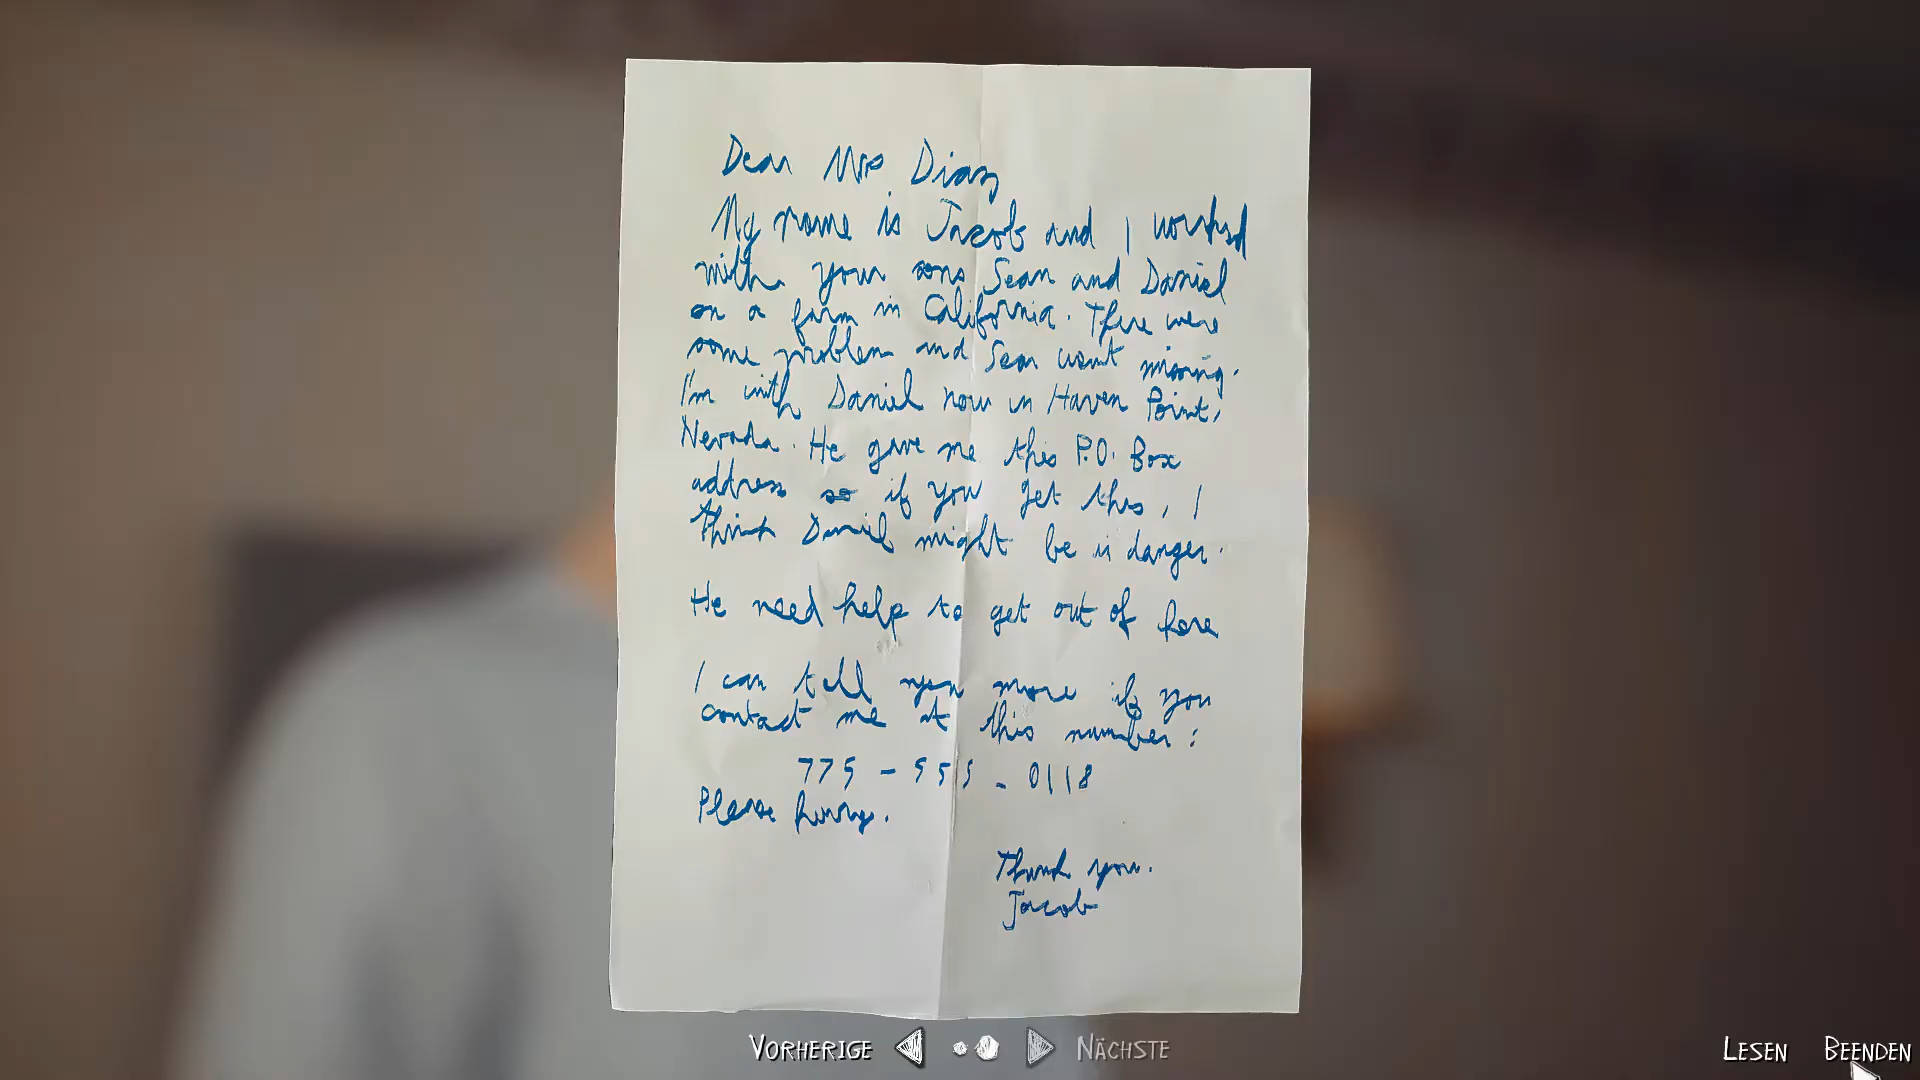 Dear Mrs Diaz
My name is Jacob and I worked
with your sons Sean and Daniel
on a farm in California. There were
some problem and Sean went missing.
I'm with Daniel now in Haven Point,
Nevada. He gave me this P.O. Box
address so if you get this, I
think Daniel might be in danger.
He need help to get out of here
I can tell you more if you
contact me at this number:
775 - 555 - 0118
Please hurry.
Thank you.
Jacob
VORHERIGE NÄCHSTE
LESEN BEENDEN